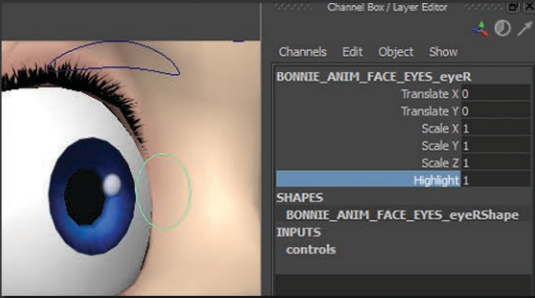 Channel Box / Layer Editor
Channels Edit Object Show
BONNIE_ANIM_FACE_EYES_eyeR
Translate X 0
Translate Y 0
Scale X 1
Scale Y 1
Scale Z 1
Highlight 1
SHAPES
BONNIE_ANIM_FACE_EYES_eyeRShape
INPUTS
controls